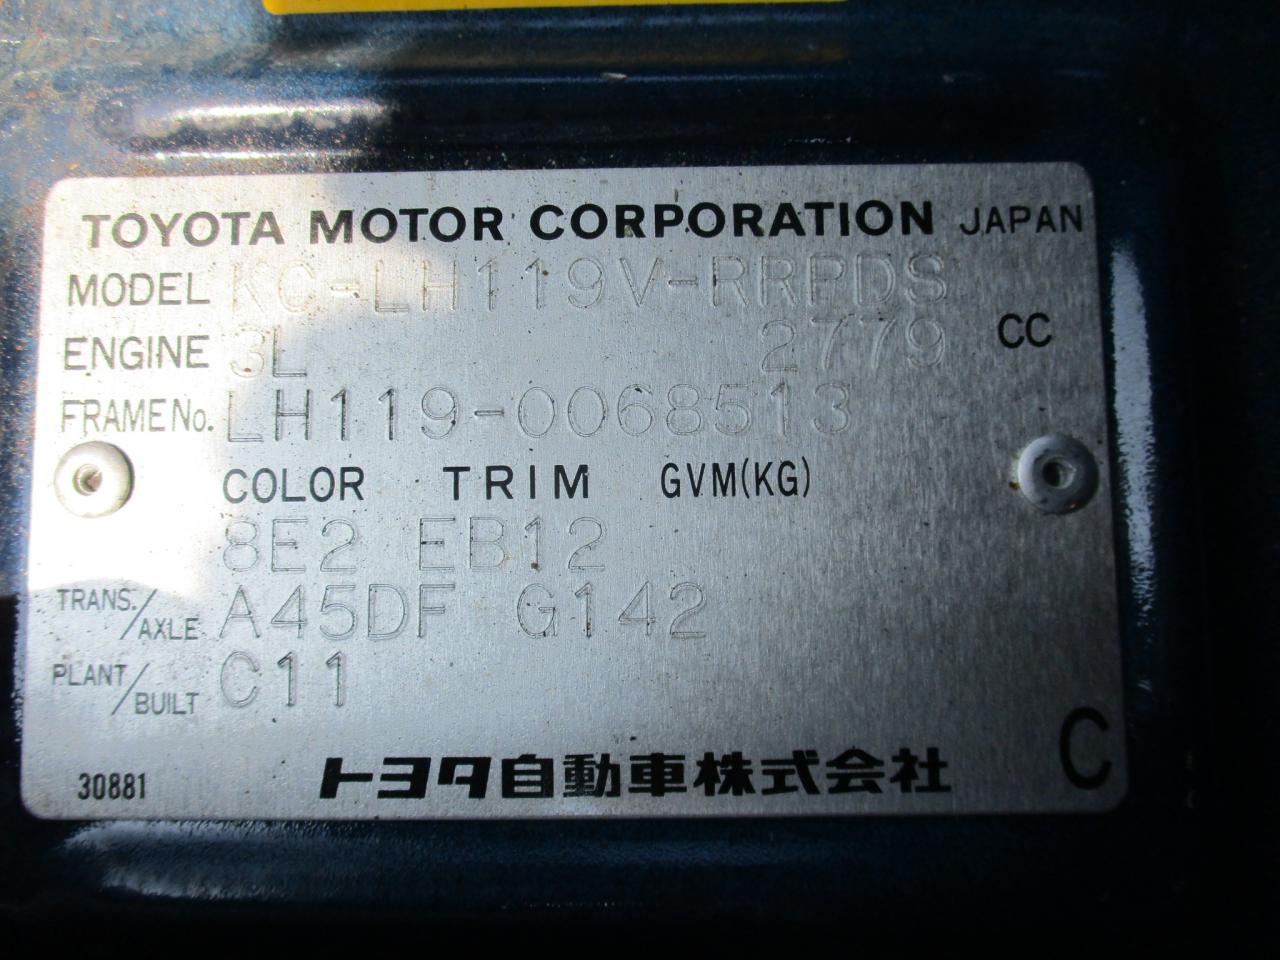 TOYOTA MOTOR CORPORATION JAPAN
MODEL KC-LH119V-RRPDS
ENGINE 3L 2779 CC
FRAME No. LH119-0068513
COLOR TRIM GVM(KG)
8E2 EB12
TRANS./AXLE A45DF G142
PLANT/BUILT C11
30881 トヨタ自動車株式会社 C